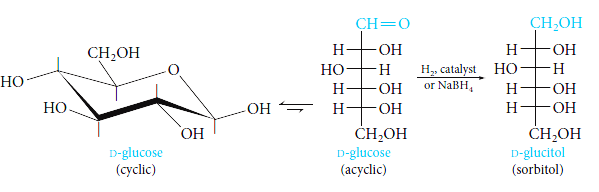 CH₂OH
O
HO
HO
OH
OH
D-glucose
(cyclic)
CH=O
H OH
HO H
H OH
H OH
CH₂OH
D-glucose
(acyclic)
H₂, catalyst
or NaBH₄
CH₂OH
H OH
HO H
H OH
H OH
CH₂OH
D-glucitol
(sorbitol)